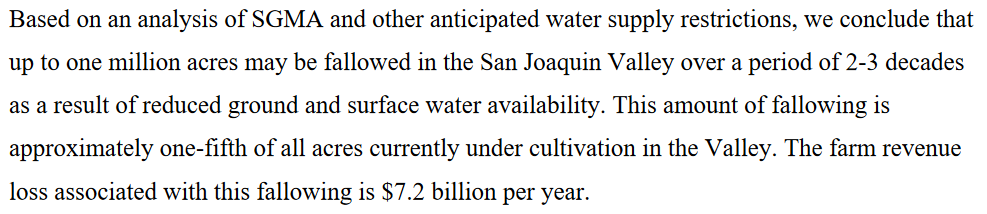 Based on an analysis of SGMA and other anticipated water supply restrictions, we conclude that
up to one million acres may be fallowed in the San Joaquin Valley over a period of 2-3 decades
as a result of reduced ground and surface water availability. This amount of fallowing is
approximately one-fifth of all acres currently under cultivation in the Valley. The farm revenue
loss associated with this fallowing is $7.2 billion per year.